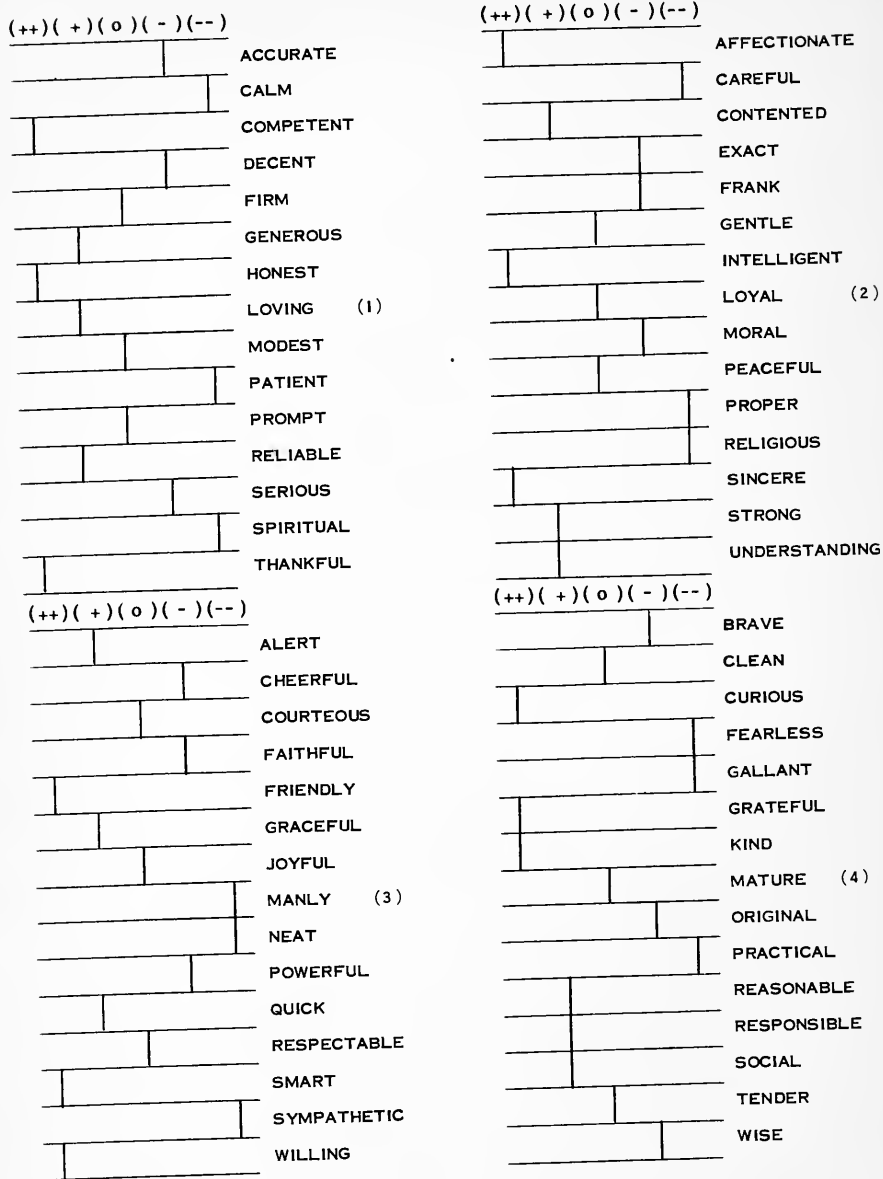 (++)( +)( o )( - )(--)
ACCURATE
CALM
COMPETENT
DECENT
FIRM
GENEROUS
HONEST
LOVING (1)
MODEST
PATIENT
PROMPT
RELIABLE
SERIOUS
SPIRITUAL
THANKFUL
(++)( +)( o )( - )(--)
AFFECTIONATE
CAREFUL
CONTENTED
EXACT
FRANK
GENTLE
INTELLIGENT
LOYAL (2)
MORAL
PEACEFUL
PROPER
RELIGIOUS
SINCERE
STRONG
UNDERSTANDING
(++)( +)( o )( - )(--)
ALERT
CHEERFUL
COURTEOUS
FAITHFUL
FRIENDLY
GRACEFUL
JOYFUL
MANLY (3)
NEAT
POWERFUL
QUICK
RESPECTABLE
SMART
SYMPATHETIC
WILLING
(++)( +)( o )( - )(--)
BRAVE
CLEAN
CURIOUS
FEARLESS
GALLANT
GRATEFUL
KIND
MATURE (4)
ORIGINAL
PRACTICAL
REASONABLE
RESPONSIBLE
SOCIAL
TENDER
WISE